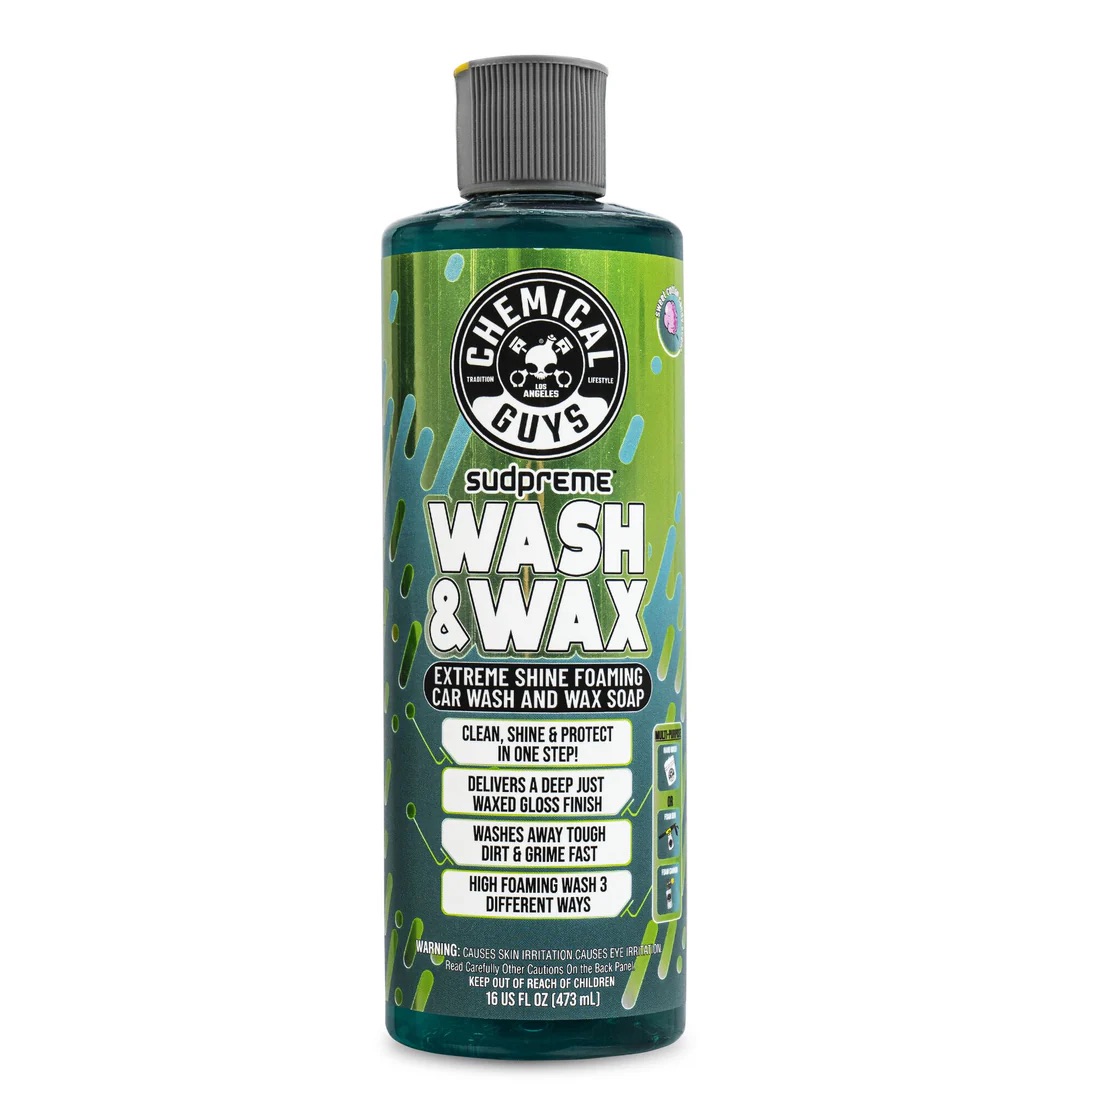 CHEMICAL
TRADITION
LIFESTYLE
LOS
ANGELES
GUYS
sudpreme
WASH
& WAX
EXTREME SHINE FOAMING
CAR WASH AND WAX SOAP
CLEAN, SHINE & PROTECT
IN ONE STEP!
DELIVERS A DEEP JUST
WAXED GLOSS FINISH
WASHES AWAY TOUGH
DIRT & GRIME FAST
HIGH FOAMING WASH 3
DIFFERENT WAYS
OR
WARNING: CAUSES SKIN IRRITATION CAUSES EYE IRRITATION
Read Carefully Other Cautions On the Back Panel
KEEP OUT OF REACH OF CHILDREN
16 US FL OZ (473 mL)